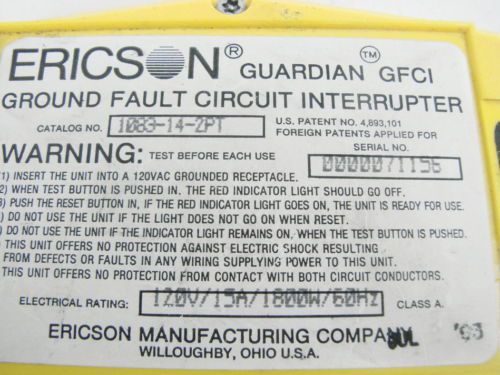 ERICSON® GUARDIAN™ GFCI
GROUND FAULT CIRCUIT INTERRUPTER
CATALOG NO. 1083-14-2PT U.S. PATENT NO. 4,893,101
FOREIGN PATENTS APPLIED FOR
WARNING: TEST BEFORE EACH USE SERIAL NO.
0000071156
1) INSERT THE UNIT INTO A 120VAC GROUNDED RECEPTACLE.
2) WHEN TEST BUTTON IS PUSHED IN. THE RED INDICATOR LIGHT SHOULD GO OFF.
) PUSH THE RESET BUTTON IN, IF THE RED INDICATOR LIGHT GOES ON, THE UNIT IS READY FOR USE.
) DO NOT USE THE UNIT IF THE LIGHT DOES NOT GO ON WHEN RESET.
) DO NOT USE THE UNIT IF THE RED INDICATOR LIGHT REMAINS ON, WHEN THE TEST BUTTON IS PUSHED.
THIS UNIT OFFERS NO PROTECTION AGAINST ELECTRIC SHOCK RESULTING
FROM DEFECTS OR FAULTS IN ANY WIRING SUPPLYING POWER TO THIS UNIT.
THIS UNIT OFFERS NO PROTECTION FROM CONTACT WITH BOTH CIRCUIT CONDUCTORS.
ELECTRICAL RATING: 120V/15A/1800W/60Hz CLASS A.
ERICSON MANUFACTURING COMPANY JUL
WILLOUGHBY, OHIO U.S.A.